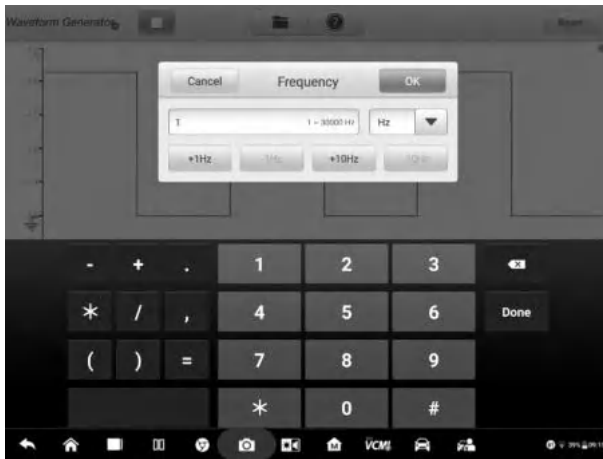 Waveform Generator
Reset
Cancel
Frequency
OK
1
1 ~ 30000 Hz
Hz
+1Hz
-1Hz
+10Hz
-10Hz
- + . 1 2 3
* / , 4 5 6 Done
( ) = 7 8 9
* 0 #
VCMI
39%